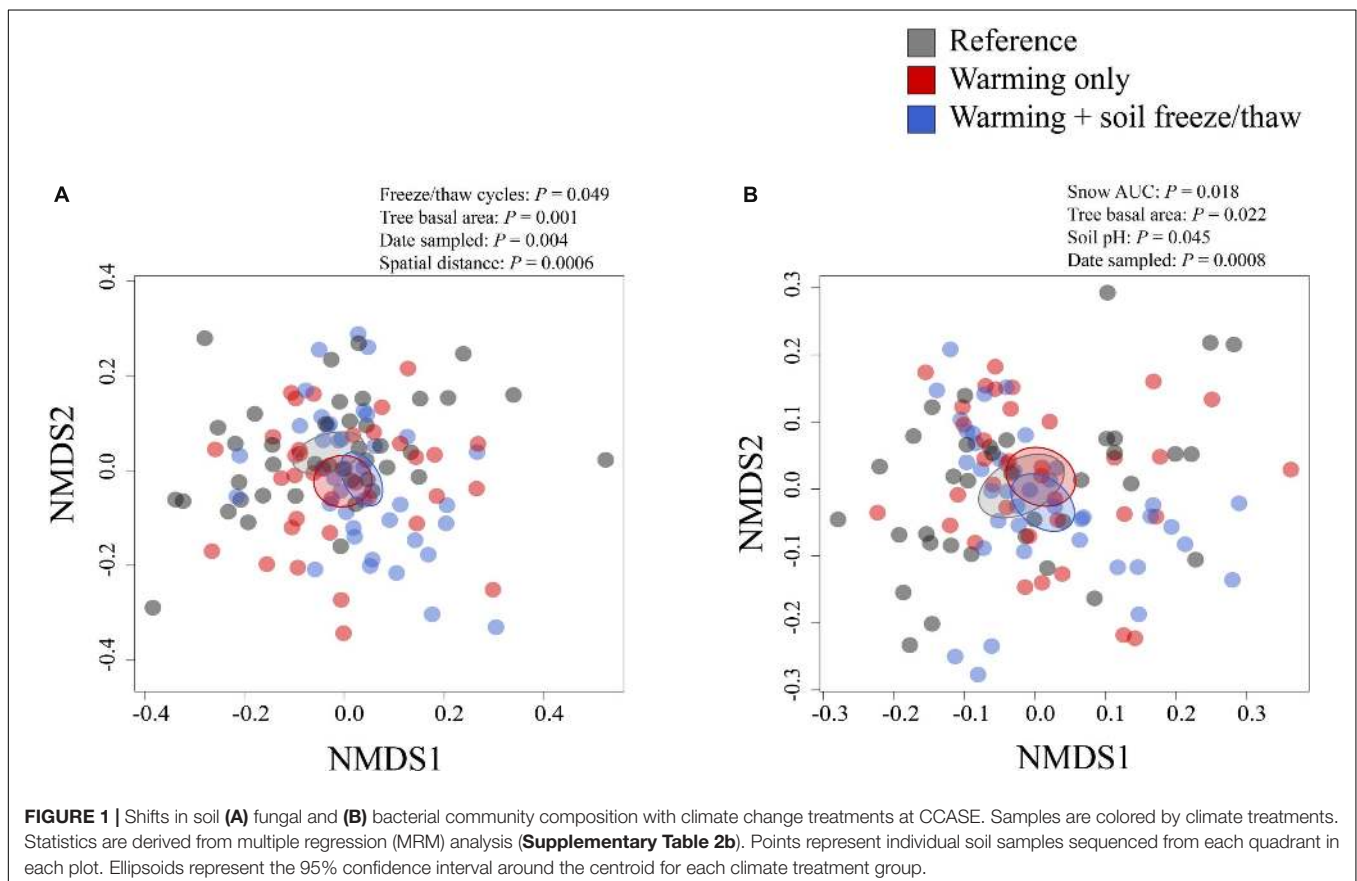 Reference
Warming only
Warming + soil freeze/thaw
A
Freeze/thaw cycles: P = 0.049
Tree basal area: P = 0.001
Date sampled: P = 0.004
Spatial distance: P = 0.0006
NMDS2
0.4
0.2
0.0
-0.2
-0.4
-0.4 -0.2 0.0 0.2 0.4
NMDS1
B
Snow AUC: P = 0.018
Tree basal area: P = 0.022
Soil pH: P = 0.045
Date sampled: P = 0.0008
NMDS2
0.3
0.2
0.1
0.0
-0.1
-0.2
-0.3
-0.3 -0.2 -0.1 0.0 0.1 0.2 0.3
NMDS1
FIGURE 1 | Shifts in soil (A) fungal and (B) bacterial community composition with climate change treatments at CCASE. Samples are colored by climate treatments.
Statistics are derived from multiple regression (MRM) analysis (Supplementary Table 2b). Points represent individual soil samples sequenced from each quadrant in
each plot. Ellipsoids represent the 95% confidence interval around the centroid for each climate treatment group.